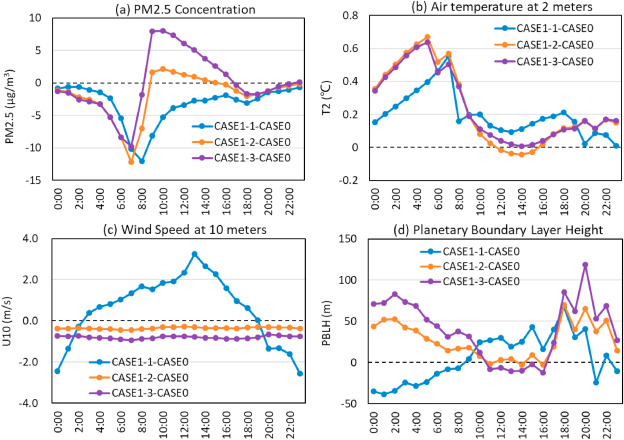 (a) PM2.5 Concentration
PM2.5 (μg/m³)
10
5
0
-5
-10
-15
CASE1-1-CASE0
CASE1-2-CASE0
CASE1-3-CASE0
0:00 2:00 4:00 6:00 8:00 10:00 12:00 14:00 16:00 18:00 20:00 22:00
(b) Air temperature at 2 meters
T2 (℃)
0.8
0.6
0.4
0.2
0
-0.2
CASE1-1-CASE0
CASE1-2-CASE0
CASE1-3-CASE0
0:00 2:00 4:00 6:00 8:00 10:00 12:00 14:00 16:00 18:00 20:00 22:00
(c) Wind Speed at 10 meters
U10 (m/s)
4.0
2.0
0.0
-2.0
-4.0
CASE1-1-CASE0
CASE1-2-CASE0
CASE1-3-CASE0
0:00 2:00 4:00 6:00 8:00 10:00 12:00 14:00 16:00 18:00 20:00 22:00
(d) Planetary Boundary Layer Height
PBLH (m)
150
100
50
0
-50
CASE1-1-CASE0
CASE1-2-CASE0
CASE1-3-CASE0
0:00 2:00 4:00 6:00 8:00 10:00 12:00 14:00 16:00 18:00 20:00 22:00